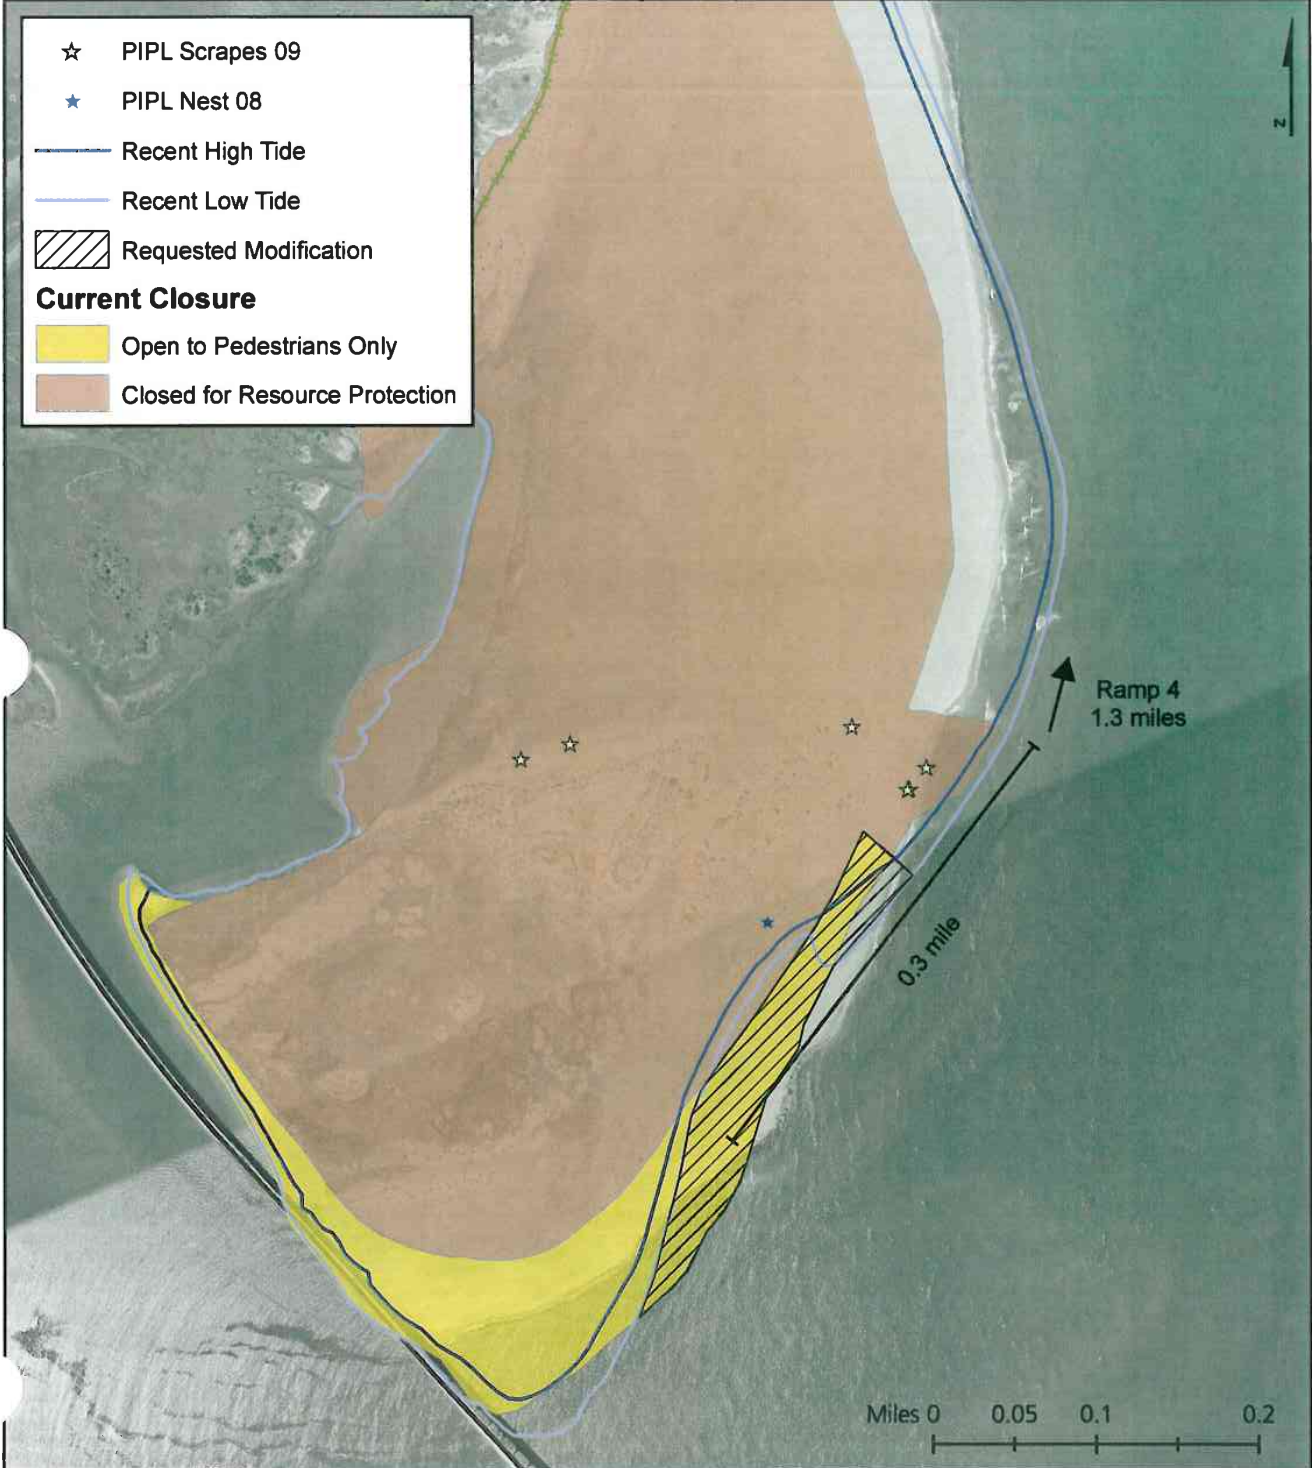 PIPL Scrapes 09
PIPL Nest 08
Recent High Tide
Recent Low Tide
Requested Modification
Current Closure
Open to Pedestrians Only
Closed for Resource Protection
z
Ramp 4
1.3 miles
0.3 mile
Miles 0 0.05 0.1 0.2